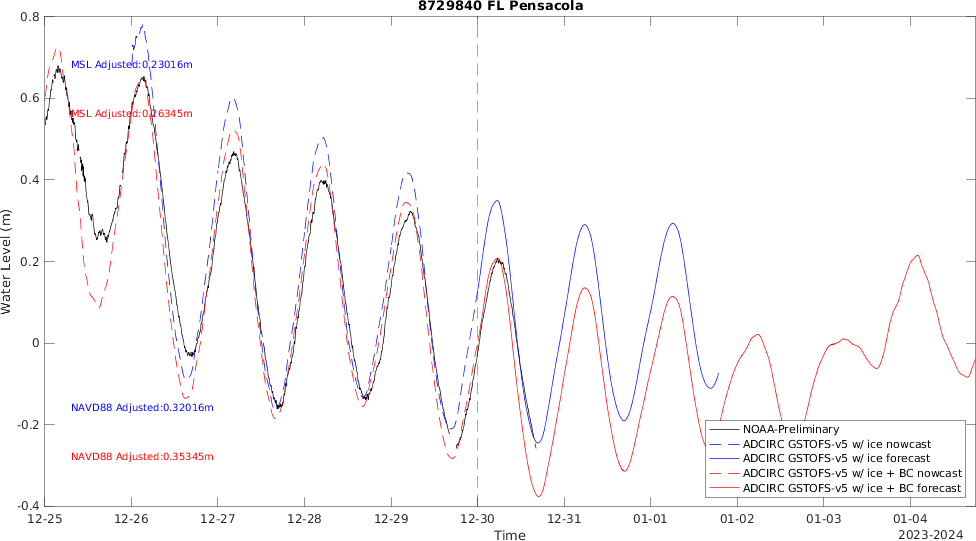 8729840 FL Pensacola
0.8
0.6
0.4
0.2
0
-0.2
-0.4
Water Level (m)
MSL Adjusted:0.23016m
MSL Adjusted:0.26345m
NAVD88 Adjusted:0.32016m
NAVD88 Adjusted:0.35345m
NOAA-Preliminary
ADCIRC GSTOFS-v5 w/ ice nowcast
ADCIRC GSTOFS-v5 w/ ice forecast
ADCIRC GSTOFS-v5 w/ ice + BC nowcast
ADCIRC GSTOFS-v5 w/ ice + BC forecast
12-25 12-26 12-27 12-28 12-29 12-30 12-31 01-01 01-02 01-03 01-04
Time
2023-2024